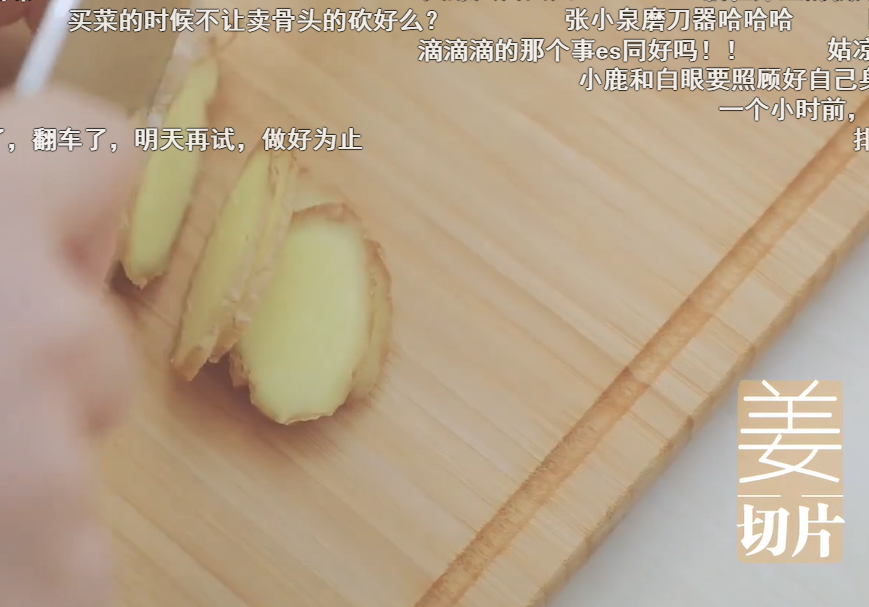 买菜的时候不让卖骨头的砍好么？
张小泉磨刀器哈哈哈
滴滴滴的那个事es同好吗！！
姑凉
小鹿和白眼要照顾好自己
一个小时前，
，翻车了，明天再试，做好为止
排
姜
切片